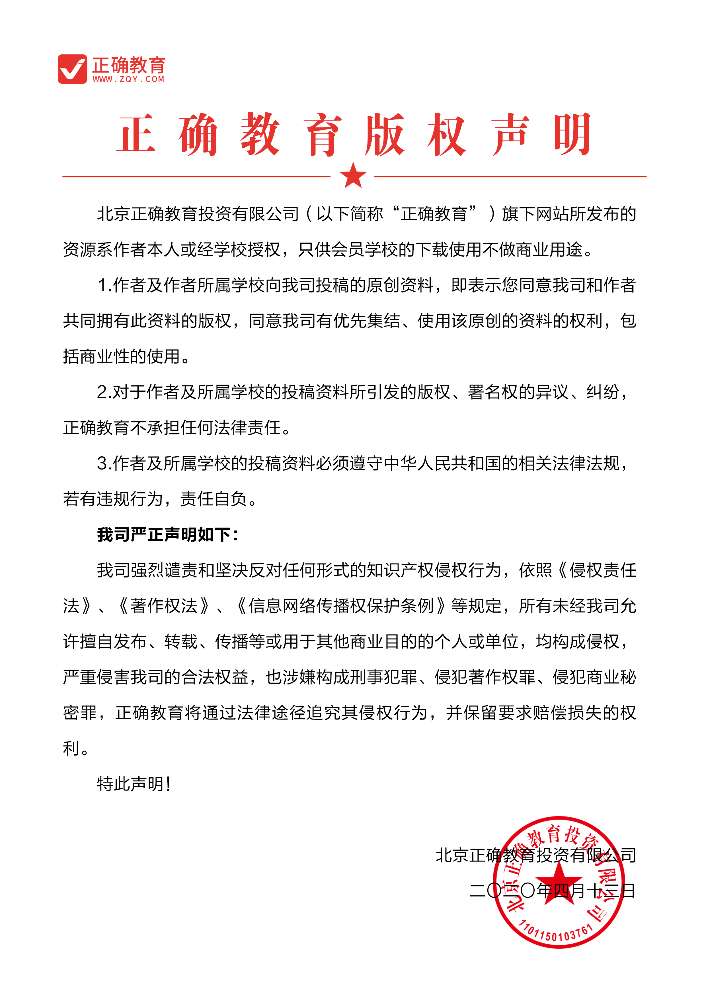 正确教育
WWW.ZQY.COM
正确教育版权声明
北京正确教育投资有限公司（以下简称“正确教育”）旗下网站所发布的
资源系作者本人或经学校授权，只供会员学校的下载使用不做商业用途。
1.作者及作者所属学校向我司投稿的原创资料，即表示您同意我司和作者
共同拥有此资料的版权，同意我司有优先集结、使用该原创的资料的权利，包
括商业性的使用。
2.对于作者及所属学校的投稿资料所引发的版权、署名权的异议、纠纷，
正确教育不承担任何法律责任。
3.作者及所属学校的投稿资料必须遵守中华人民共和国的相关法律法规，
若有违规行为，责任自负。
我司严正声明如下：
我司强烈谴责和坚决反对任何形式的知识产权侵权行为，依照《侵权责任
法》、《著作权法》、《信息网络传播权保护条例》等规定，所有未经我司允
许擅自发布、转载、传播等或用于其他商业目的的个人或单位，均构成侵权，
严重侵害我司的合法权益，也涉嫌构成刑事犯罪、侵犯著作权罪、侵犯商业秘
密罪，正确教育将通过法律途径追究其侵权行为，并保留要求赔偿损失的权
利。
特此声明！
北京正确教育投资有限公司
二〇二〇年四月十三日
北京正确教育投资有限公司
1101150103761